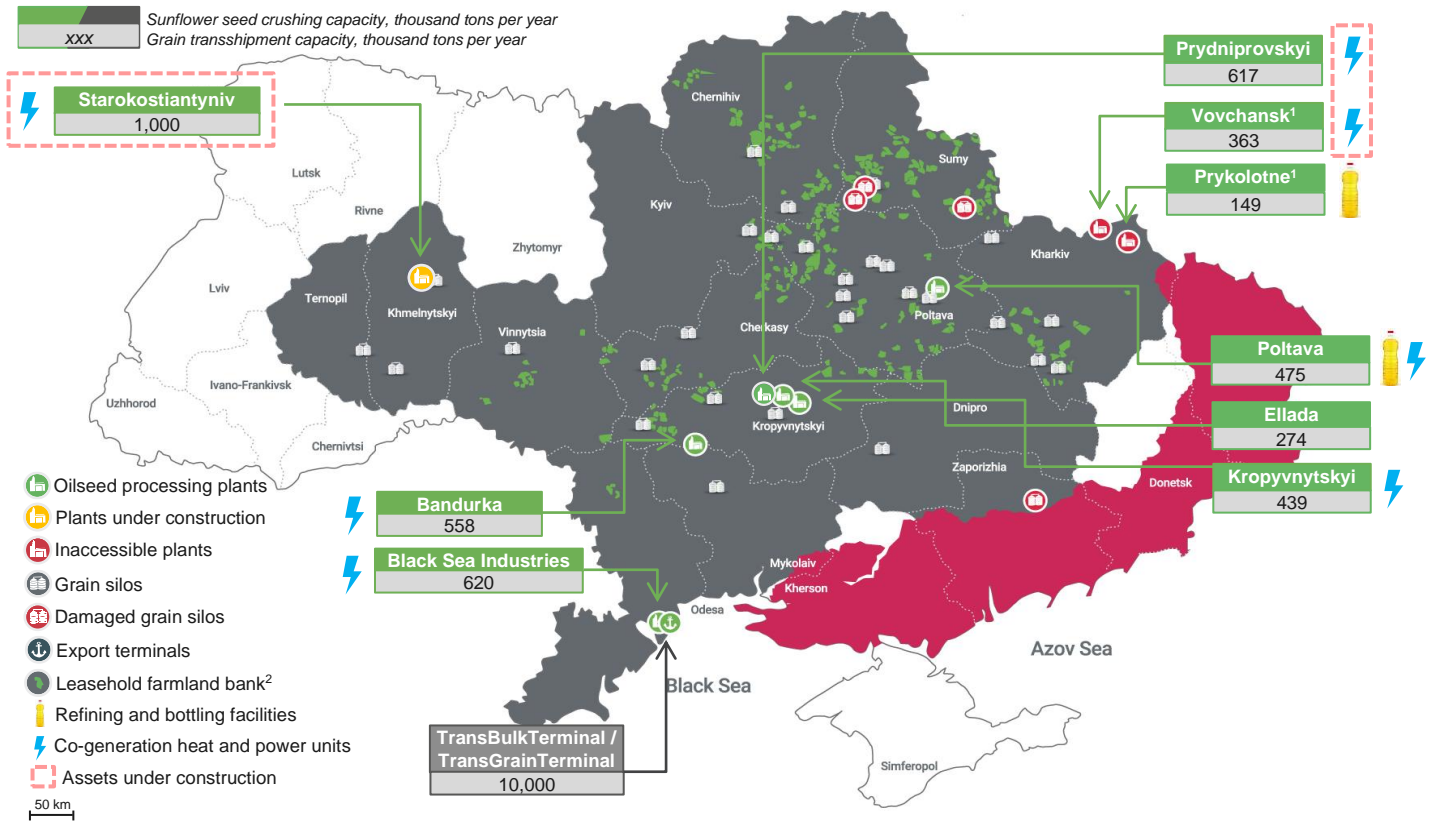 Sunflower seed crushing capacity, thousand tons per year
xxx
Grain transshipment capacity, thousand tons per year
Starokostiantyniv
1,000
Prydniprovskyi
617
Vovchansk¹
363
Prykolotne¹
149
Chernihiv
Sumy
Lutsk
Rivne
Kyiv
Zhytomyr
Kharkiv
Lviv
Ternopil
Khmelnytskyi
Vinnytsia
Cherkasy
Poltava
Poltava
475
Ivano-Frankivsk
Uzhhorod
Chernivtsi
Dnipro
Kropyvnytskyi
Ellada
274
Zaporizhia
Donetsk
Kropyvnytskyi
439
Oilseed processing plants
Plants under construction
Inaccessible plants
Grain silos
Damaged grain silos
Export terminals
Leasehold farmland bank²
Refining and bottling facilities
Co-generation heat and power units
Assets under construction
50 km
Bandurka
558
Black Sea Industries
620
Mykolaiv
Kherson
Odesa
Azov Sea
Black Sea
TransBulkTerminal /
TransGrainTerminal
10,000
Simferopol